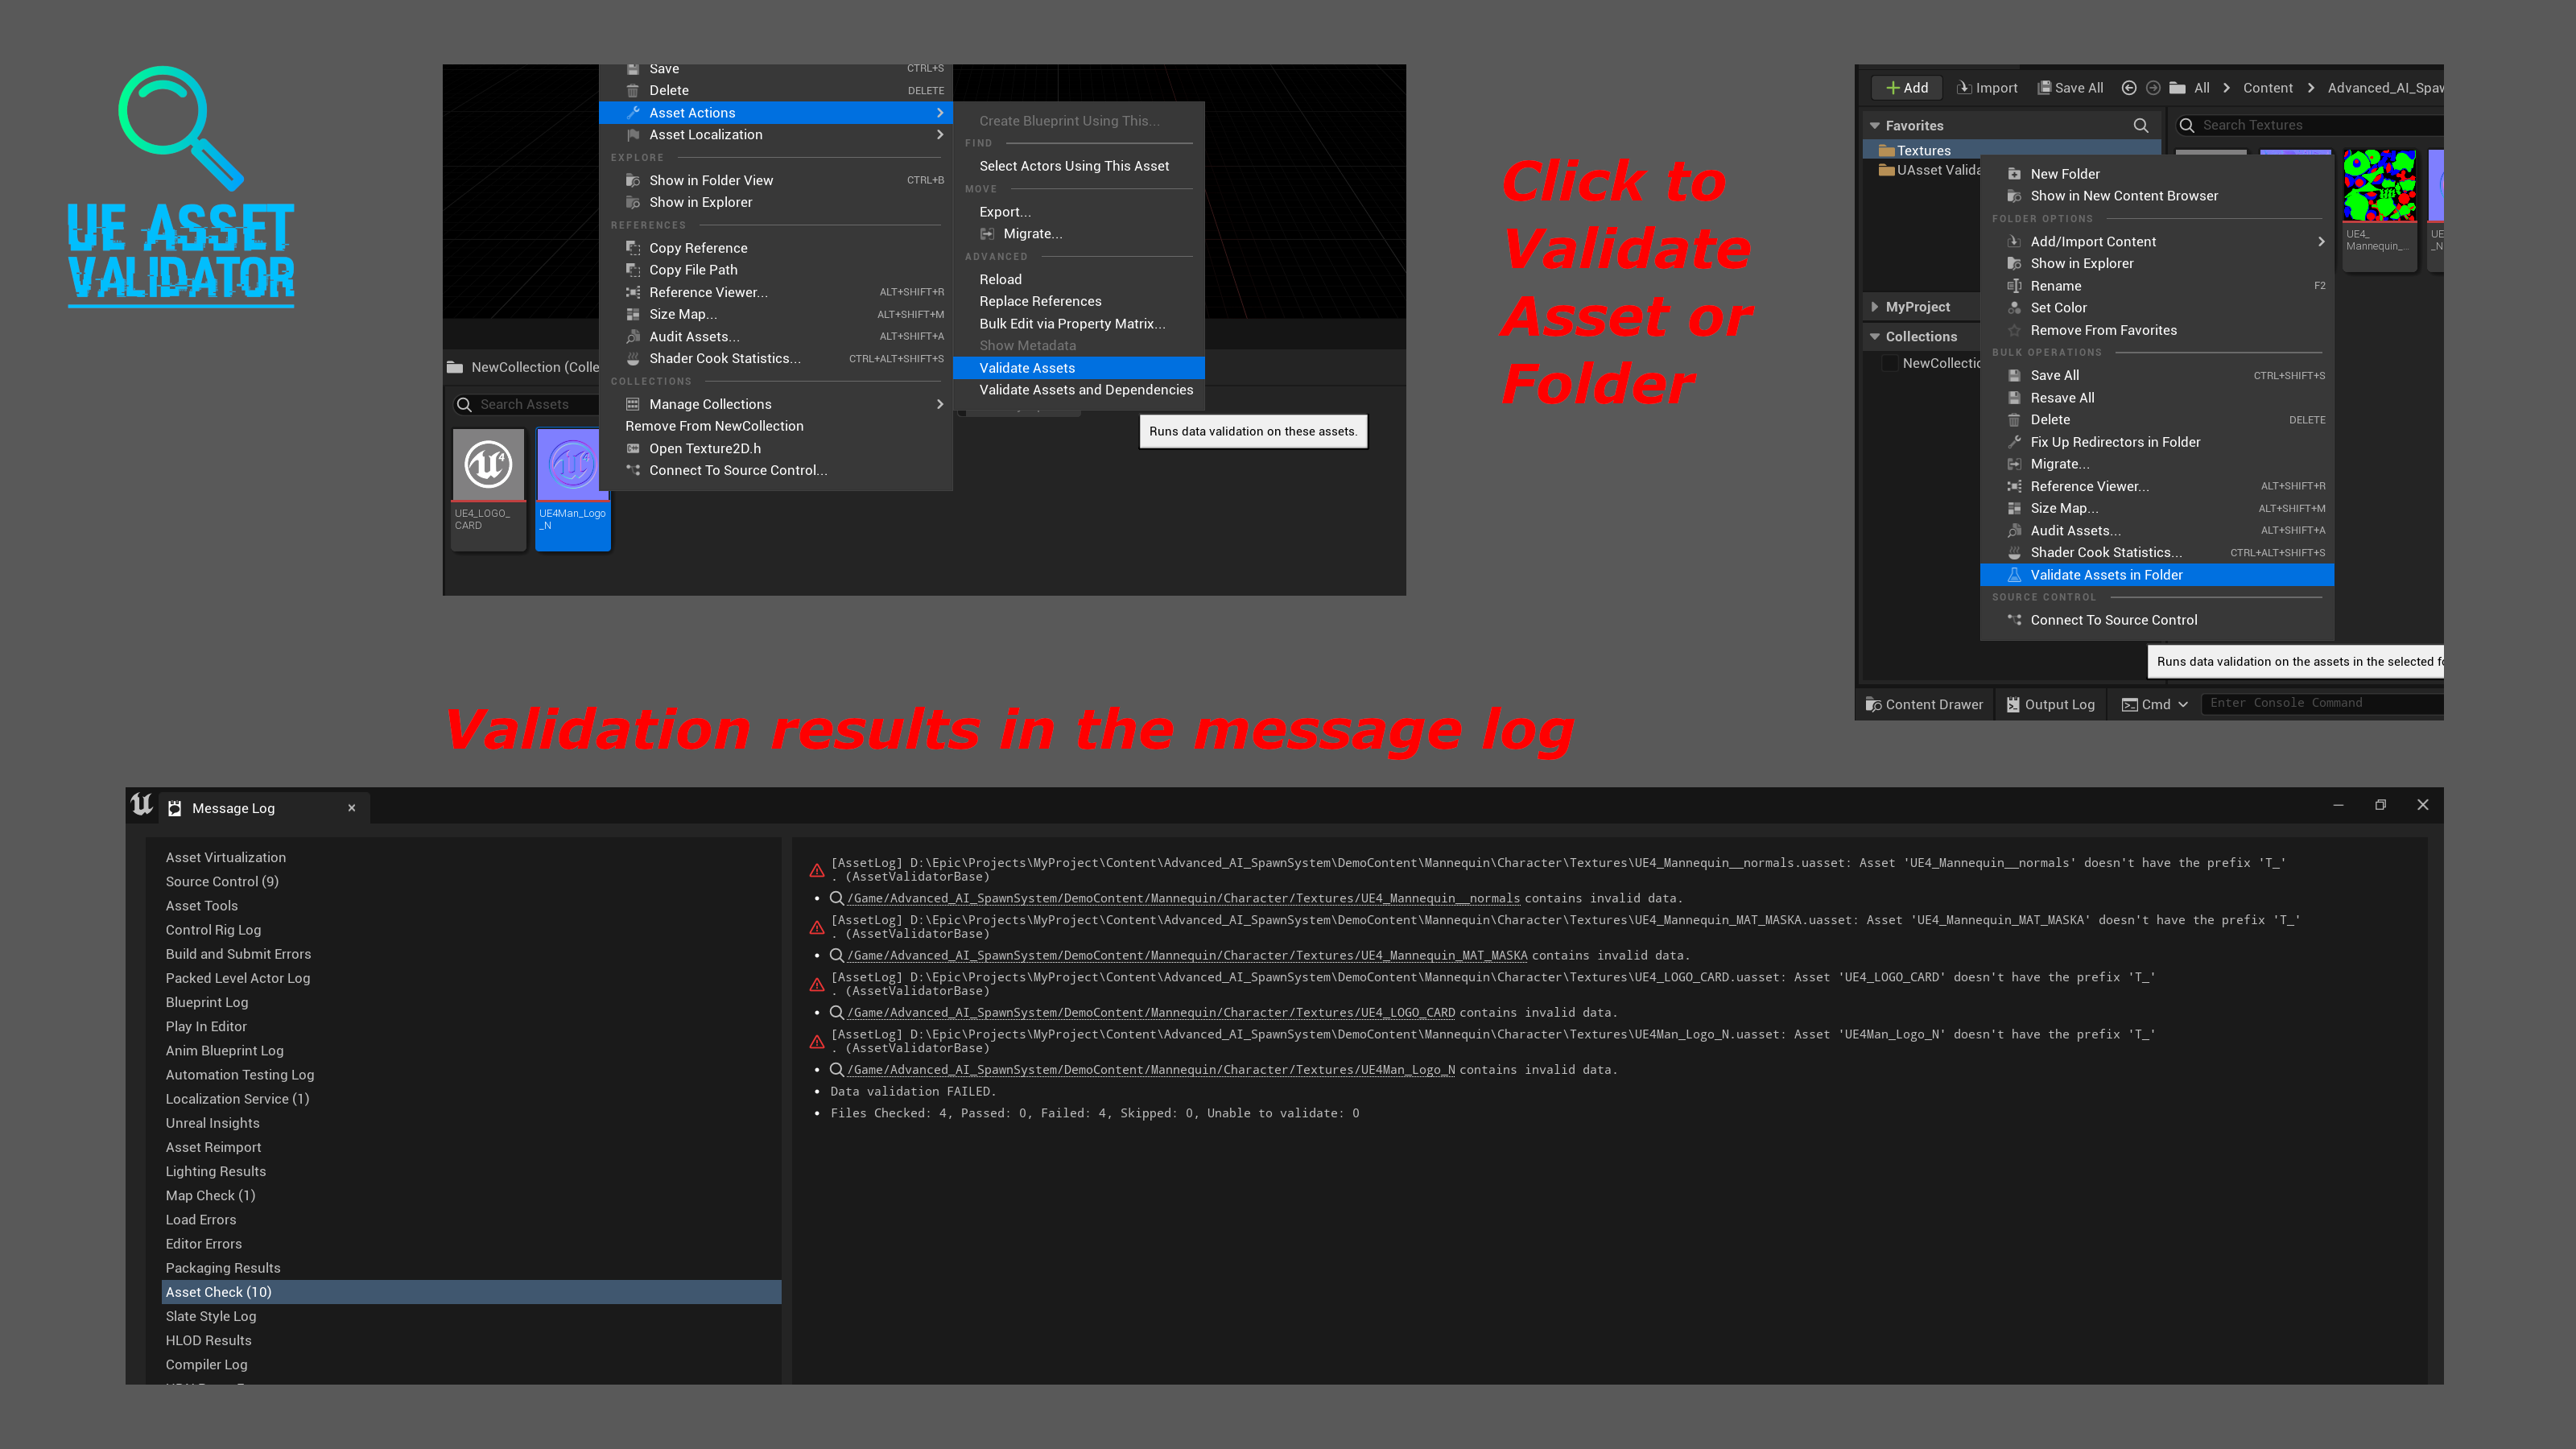 UE ASSET
VALIDATOR
Save CTRL+S
Delete DELETE
Asset Actions
Asset Localization
EXPLORE
Show in Folder View CTRL+B
Show in Explorer
REFERENCES
Copy Reference
Copy File Path
Reference Viewer... ALT+SHIFT+R
Size Map... ALT+SHIFT+M
Audit Assets... ALT+SHIFT+A
Shader Cook Statistics... CTRL+ALT+SHIFT+S
COLLECTIONS
Manage Collections
Remove From NewCollection
Open Texture2D.h
Connect To Source Control...
Create Blueprint Using This...
FIND
Select Actors Using This Asset
MOVE
Export...
Migrate...
ADVANCED
Reload
Replace References
Bulk Edit via Property Matrix...
Show Metadata
Validate Assets
Validate Assets and Dependencies
Runs data validation on these assets.
NewCollection (Colle
Search Assets
UE4_LOGO_
CARD
UE4Man_Logo
_N
Click to
Validate
Asset or
Folder
Add Import Save All All Content Advanced_AI_Spaw
Favorites
Search Textures
Textures
UAsset Valida
MyProject
Collections
NewCollectio
UE4_
Mannequin_...
UE
_N
New Folder
Show in New Content Browser
FOLDER OPTIONS
Add/Import Content
Show in Explorer
Rename F2
Set Color
Remove From Favorites
BULK OPERATIONS
Save All CTRL+SHIFT+S
Resave All
Delete DELETE
Fix Up Redirectors in Folder
Migrate...
Reference Viewer... ALT+SHIFT+R
Size Map... ALT+SHIFT+M
Audit Assets... ALT+SHIFT+A
Shader Cook Statistics... CTRL+ALT+SHIFT+S
Validate Assets in Folder
SOURCE CONTROL
Connect To Source Control
Runs data validation on the assets in the selected fo
Content Drawer Output Log Cmd Enter Console Command
Validation results in the message log
Message Log
Asset Virtualization
Source Control (9)
Asset Tools
Control Rig Log
Build and Submit Errors
Packed Level Actor Log
Blueprint Log
Play In Editor
Anim Blueprint Log
Automation Testing Log
Localization Service (1)
Unreal Insights
Asset Reimport
Lighting Results
Map Check (1)
Load Errors
Editor Errors
Packaging Results
Asset Check (10)
Slate Style Log
HLOD Results
Compiler Log
[AssetLog] D:\Epic\Projects\MyProject\Content\Advanced_AI_SpawnSystem\DemoContent\Mannequin\Character\Textures\UE4_Mannequin__normals.uasset: Asset 'UE4_Mannequin__normals' doesn't have the prefix 'T_'
. (AssetValidatorBase)
/Game/Advanced_AI_SpawnSystem/DemoContent/Mannequin/Character/Textures/UE4_Mannequin__normals contains invalid data.
[AssetLog] D:\Epic\Projects\MyProject\Content\Advanced_AI_SpawnSystem\DemoContent\Mannequin\Character\Textures\UE4_Mannequin_MAT_MASKA.uasset: Asset 'UE4_Mannequin_MAT_MASKA' doesn't have the prefix 'T_'
. (AssetValidatorBase)
/Game/Advanced_AI_SpawnSystem/DemoContent/Mannequin/Character/Textures/UE4_Mannequin_MAT_MASKA contains invalid data.
[AssetLog] D:\Epic\Projects\MyProject\Content\Advanced_AI_SpawnSystem\DemoContent\Mannequin\Character\Textures\UE4_LOGO_CARD.uasset: Asset 'UE4_LOGO_CARD' doesn't have the prefix 'T_'
. (AssetValidatorBase)
/Game/Advanced_AI_SpawnSystem/DemoContent/Mannequin/Character/Textures/UE4_LOGO_CARD contains invalid data.
[AssetLog] D:\Epic\Projects\MyProject\Content\Advanced_AI_SpawnSystem\DemoContent\Mannequin\Character\Textures\UE4Man_Logo_N.uasset: Asset 'UE4Man_Logo_N' doesn't have the prefix 'T_'
. (AssetValidatorBase)
/Game/Advanced_AI_SpawnSystem/DemoContent/Mannequin/Character/Textures/UE4Man_Logo_N contains invalid data.
Data validation FAILED.
Files Checked: 4, Passed: 0, Failed: 4, Skipped: 0, Unable to validate: 0